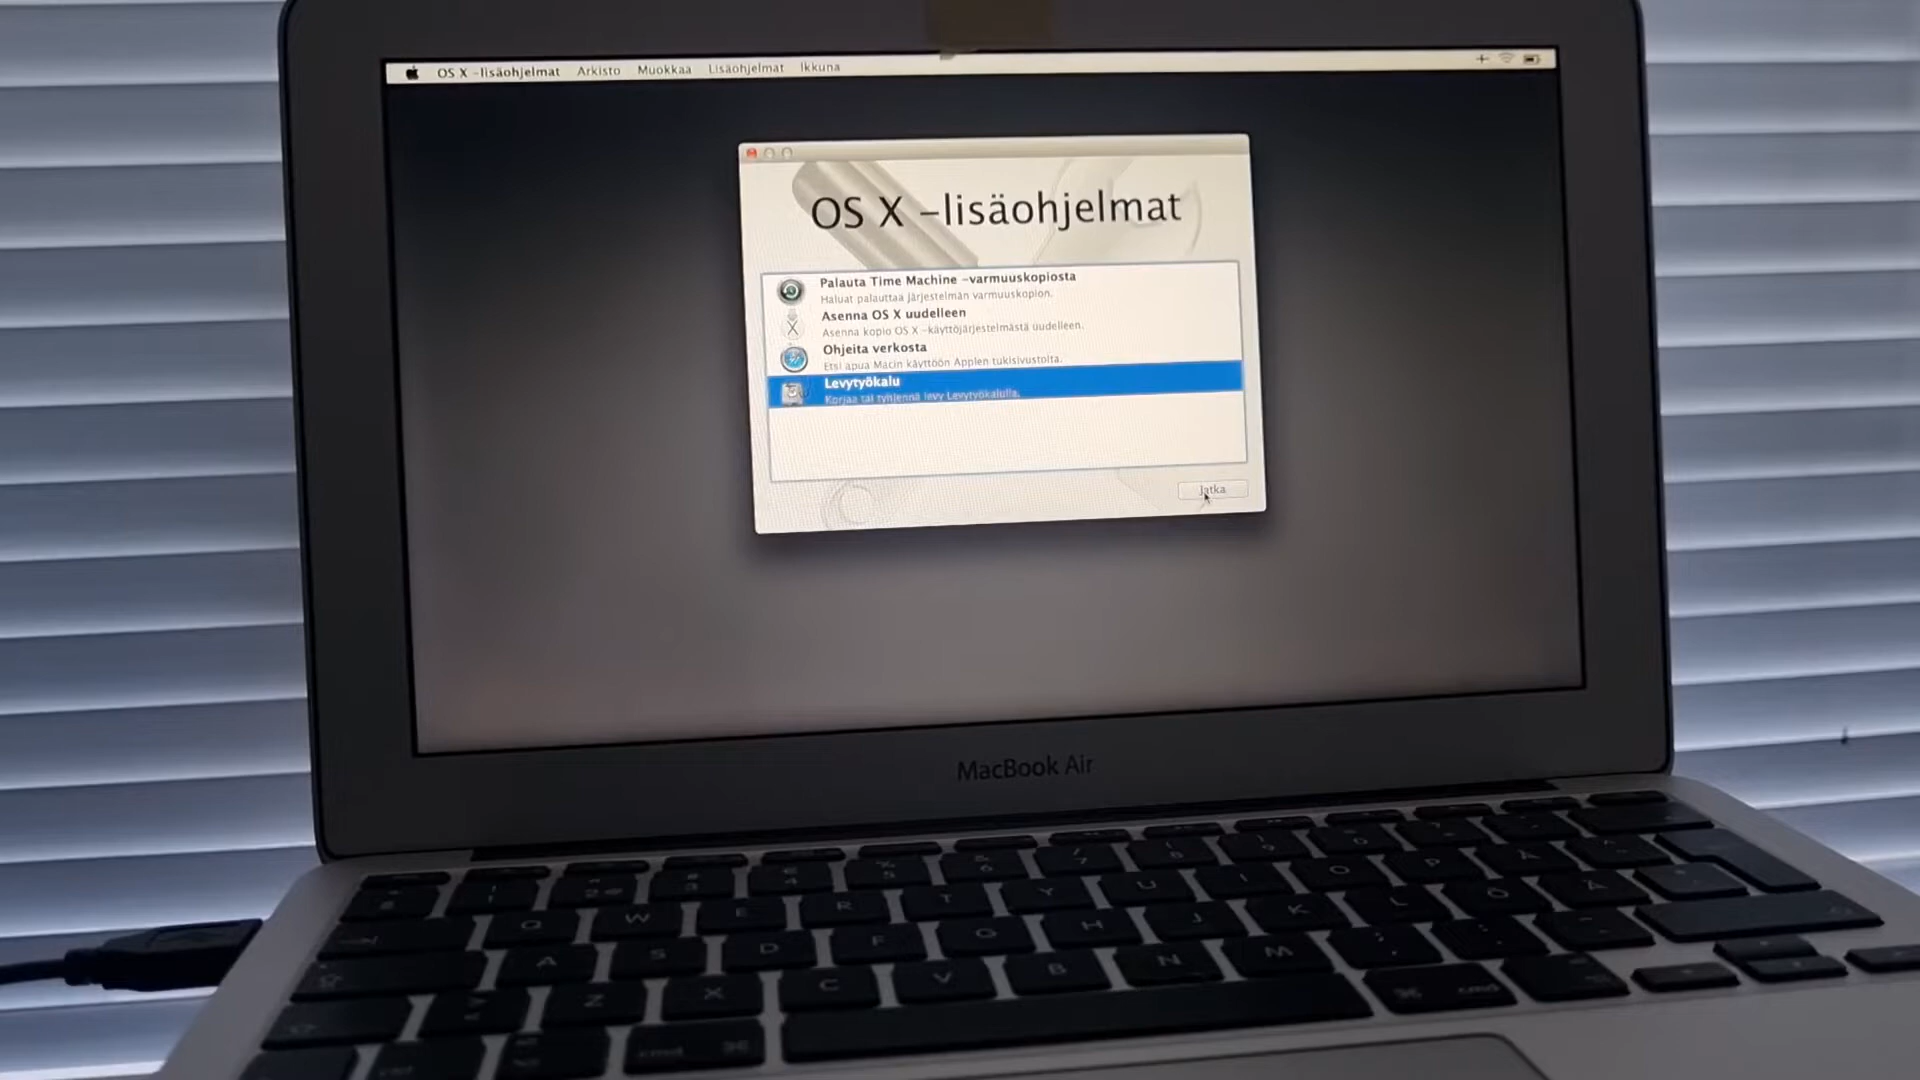 OS X -lisäohjelmat Arkisto Muokkaa Lisäohjelmat Ikkuna
OS X -lisäohjelmat
Palauta Time Machine -varmuuskopiosta
Haluat palauttaa järjestelmän varmuuskopion.
Asenna OS X uudelleen
Asenna kopio OS X -käyttöjärjestelmästä uudelleen.
Ohjeita verkosta
Etsi apua Macin käyttöön Applen tukisivustolta.
Levytyökalu
Korjaa tai tyhjennä levy Levytyökalulla.
Jatka
MacBook Air
Q W E R T Y U I O P Å
A S D F G H J K L Ö Ä
Z X C V B N M
cmd cmd